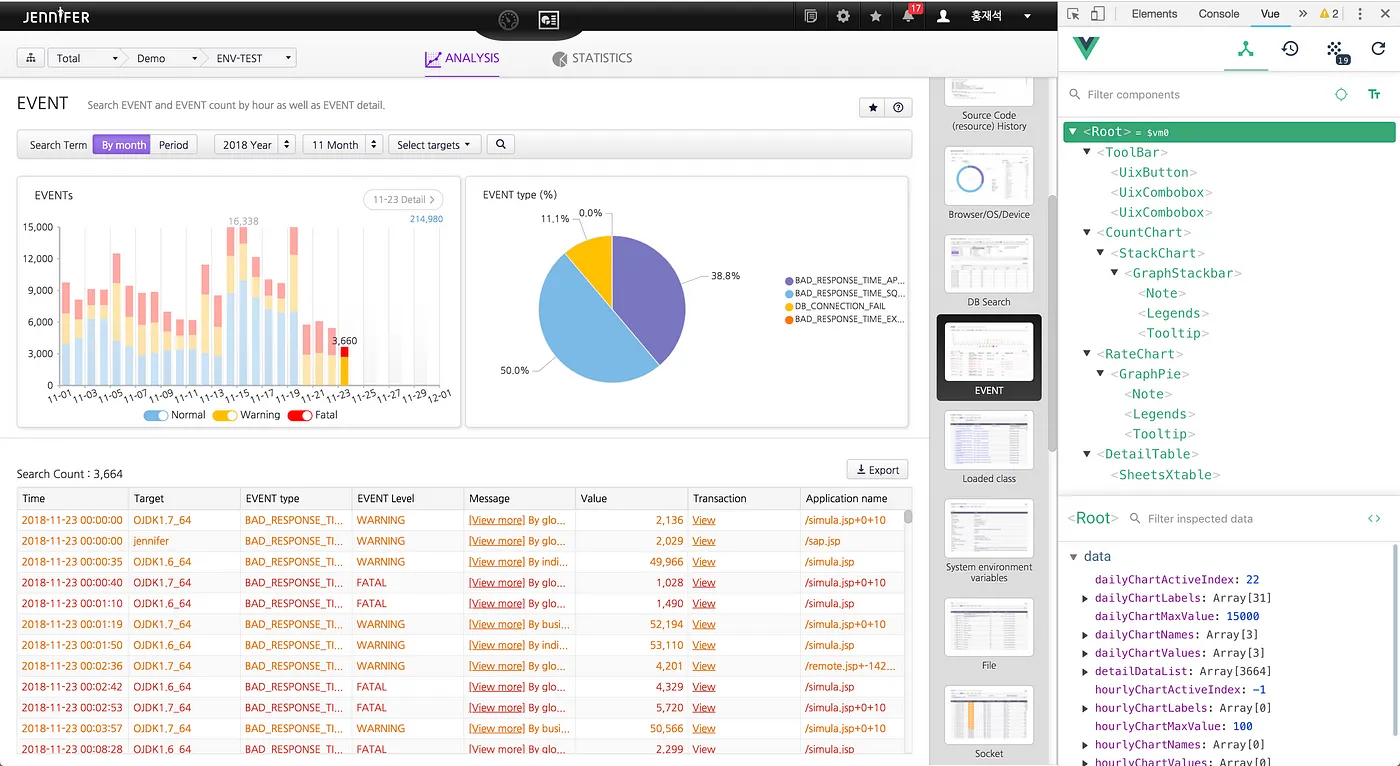 JENNIFER
17
홍재석
Total
Demo
ENV-TEST
ANALYSIS
STATISTICS
EVENT
Search EVENT and EVENT count by hour as well as EVENT detail.
Search Term By month Period 2018 Year 11 Month Select targets
EVENTs
11-23 Detail
214,980
16,338
15,000
12,000
9,000
6,000
3,000
0
3,660
11-01 11-03 11-05 11-07 11-09 11-11 11-13 11-15 11-17 11-19 11-21 11-23 11-25 11-27 11-29 12-01
Normal Warning Fatal
EVENT type (%)
0.0%
11.1%
38.8%
50.0%
BAD_RESPONSE_TIME_AP...
BAD_RESPONSE_TIME_SQ...
DB_CONNECTION_FAIL
BAD_RESPONSE_TIME_EX...
Search Count : 3,664
Export
Time Target EVENT type EVENT Level Message Value Transaction Application name
2018-11-23 00:00:00 OJDK1.7_64 BAD_RESPONSE_TI... WARNING [View more] By glo... 2,136 View /simula.jsp+0+10
2018-11-23 00:00:00 jennifer BAD_RESPONSE_TI... WARNING [View more] By glo... 2,029 View /sap.jsp
2018-11-23 00:00:35 OJDK1.6_64 BAD_RESPONSE_TI... WARNING [View more] By indi... 49,966 View /simula.jsp
2018-11-23 00:00:40 OJDK1.7_64 BAD_RESPONSE_TI... FATAL [View more] By glo... 1,028 View /simula.jsp+0+10
2018-11-23 00:01:10 OJDK1.6_64 BAD_RESPONSE_TI... FATAL [View more] By glo... 1,490 View /simula.jsp
2018-11-23 00:01:19 OJDK1.7_64 BAD_RESPONSE_TI... WARNING [View more] By busi... 52,194 View /simula.jsp+0+10
2018-11-23 00:01:50 OJDK1.6_64 BAD_RESPONSE_TI... WARNING [View more] By indi... 53,110 View /simula.jsp
2018-11-23 00:02:36 OJDK1.7_64 BAD_RESPONSE_TI... WARNING [View more] By glo... 4,201 View /remote.jsp+-142...
2018-11-23 00:02:42 OJDK1.6_64 BAD_RESPONSE_TI... FATAL [View more] By glo... 4,329 View /simula.jsp
2018-11-23 00:02:53 OJDK1.7_64 BAD_RESPONSE_TI... FATAL [View more] By glo... 5,720 View /simula.jsp+0+10
2018-11-23 00:03:57 OJDK1.7_64 BAD_RESPONSE_TI... WARNING [View more] By busi... 50,566 View /simula.jsp+0+10
2018-11-23 00:08:28 OJDK1.6_64 BAD_RESPONSE_TI... FATAL [View more] By glo... 2,299 View /simula.jsp
Source Code
(resource) History
Browser/OS/Device
DB Search
EVENT
Loaded class
System environment
variables
File
Socket
Elements Console Vue 2
19
Filter components
Tт
<Root> = $vm0
<ToolBar>
<UixButton>
<UixCombobox>
<UixCombobox>
<CountChart>
<StackChart>
<GraphStackbar>
<Note>
<Legends>
<Tooltip>
<RateChart>
<GraphPie>
<Note>
<Legends>
<Tooltip>
<DetailTable>
<SheetsXtable>
<Root> Filter inspected data
data
dailyChartActiveIndex: 22
dailyChartLabels: Array[31]
dailyChartMaxValue: 15000
dailyChartNames: Array[3]
dailyChartValues: Array[3]
detailDataList: Array[3664]
hourlyChartActiveIndex: -1
hourlyChartLabels: Array[0]
hourlyChartMaxValue: 100
hourlyChartNames: Array[0]
hourlyChartValues: Array[0]